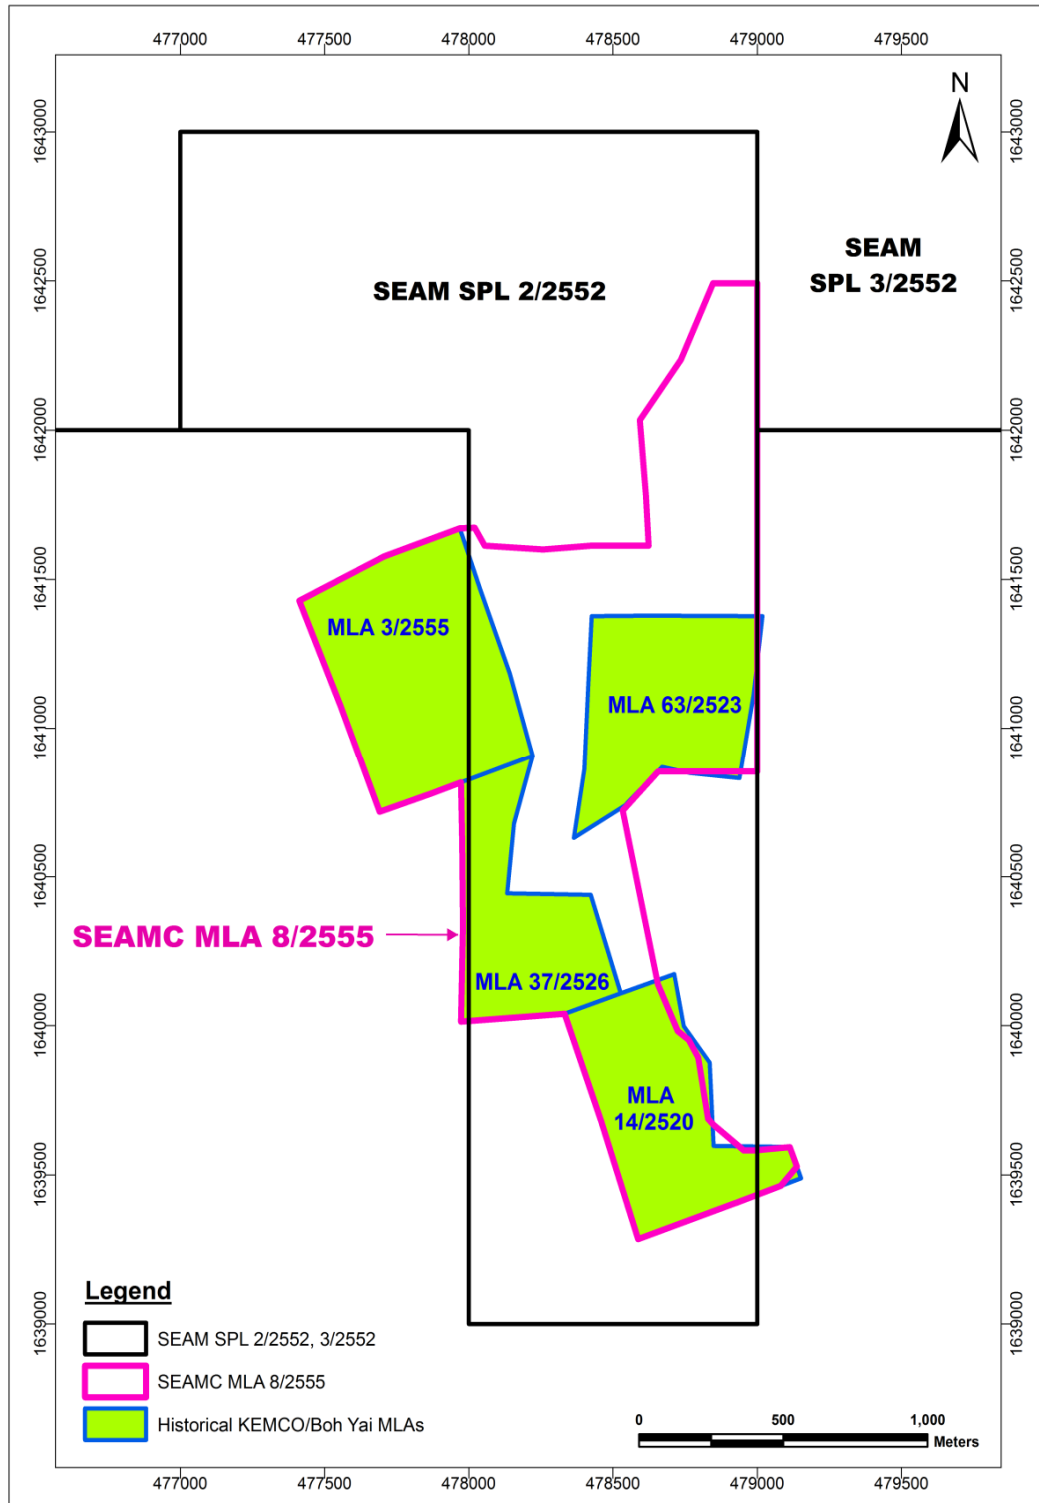 477000 477500 478000 478500 479000 479500
N
1643000 1643000
SEAM
SPL 3/2552
SEAM SPL 2/2552
1642500 1642500
1642000 1642000
1641500 1641500
MLA 3/2555
MLA 63/2523
1641000 1641000
1640500 1640500
SEAMC MLA 8/2555
MLA 37/2526
1640000 1640000
MLA
14/2520
1639500 1639500
Legend
1639000 1639000
SEAM SPL 2/2552, 3/2552
SEAMC MLA 8/2555
Historical KEMCO/Boh Yai MLAs
0 500 1,000
Meters
477000 477500 478000 478500 479000 479500